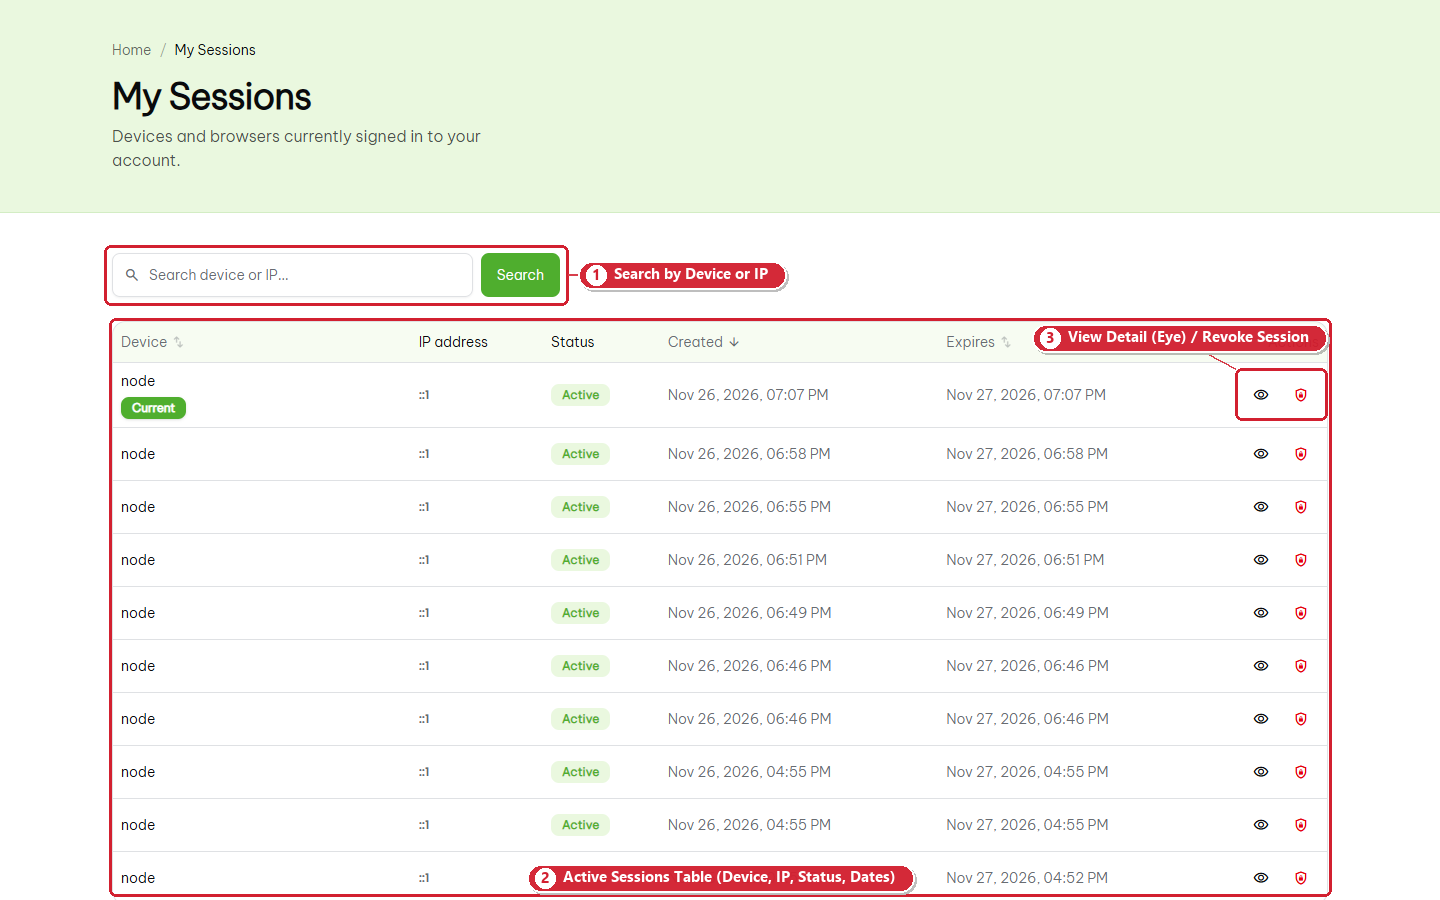 Home / My Sessions
My Sessions
Devices and browsers currently signed in to your
account.
Search device or IP...
Search
1 Search by Device or IP
Device IP address Status Created Expires
3 View Detail (Eye) / Revoke Session
node ::1 Active Nov 26, 2026, 07:07 PM Nov 27, 2026, 07:07 PM
Current
node ::1 Active Nov 26, 2026, 06:58 PM Nov 27, 2026, 06:58 PM
node ::1 Active Nov 26, 2026, 06:55 PM Nov 27, 2026, 06:55 PM
node ::1 Active Nov 26, 2026, 06:51 PM Nov 27, 2026, 06:51 PM
node ::1 Active Nov 26, 2026, 06:49 PM Nov 27, 2026, 06:49 PM
node ::1 Active Nov 26, 2026, 06:46 PM Nov 27, 2026, 06:46 PM
node ::1 Active Nov 26, 2026, 06:46 PM Nov 27, 2026, 06:46 PM
node ::1 Active Nov 26, 2026, 04:55 PM Nov 27, 2026, 04:55 PM
node ::1 Active Nov 26, 2026, 04:55 PM Nov 27, 2026, 04:55 PM
node ::1 Nov 27, 2026, 04:52 PM
2 Active Sessions Table (Device, IP, Status, Dates)